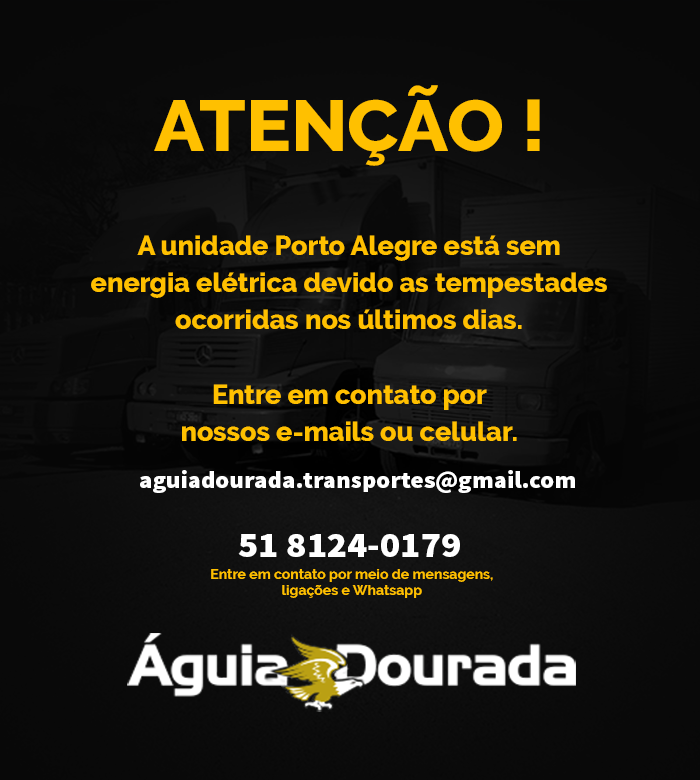 ATENÇÃO !
A unidade Porto Alegre está sem
energia elétrica devido as tempestades
ocorridas nos últimos dias.
Entre em contato por
nossos e-mails ou celular.
aguiadourada.transportes@gmail.com
51 8124-0179
Entre em contato por meio de mensagens,
ligações e Whatsapp
Águia Dourada